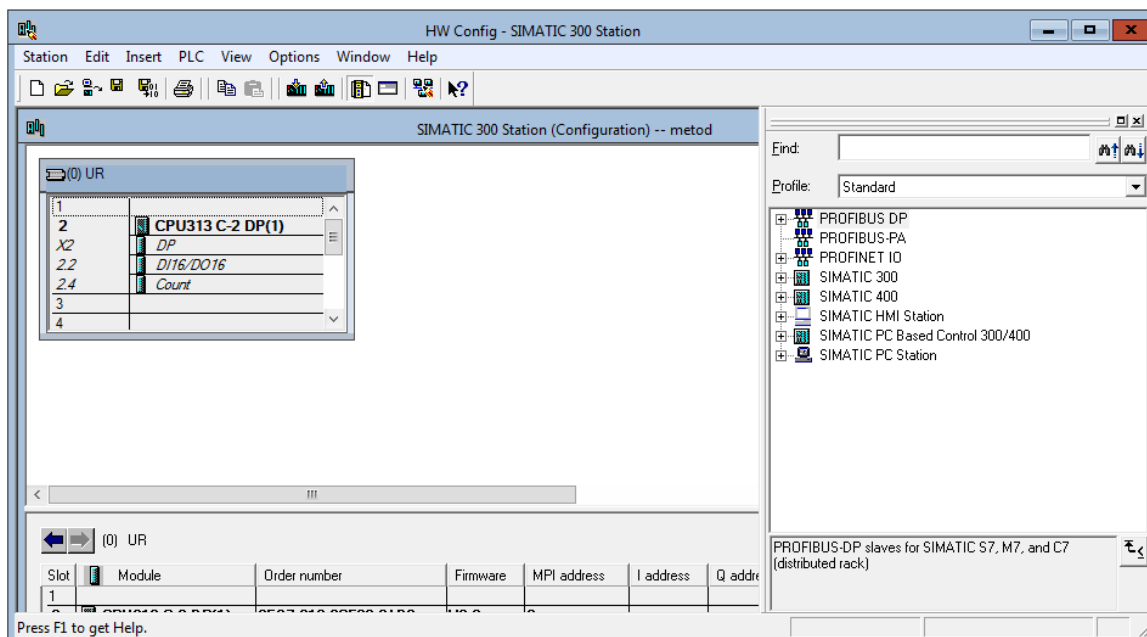 HW Config - SIMATIC 300 Station
Station Edit Insert PLC View Options Window Help
SIMATIC 300 Station (Configuration) -- metod
(0) UR
1
2 CPU313 C-2 DP(1)
X2 DP
2.2 DI16/DO16
2.4 Count
3
4
Find:
Profile: Standard
PROFIBUS DP
PROFIBUS-PA
PROFINET IO
SIMATIC 300
SIMATIC 400
SIMATIC HMI Station
SIMATIC PC Based Control 300/400
SIMATIC PC Station
(0) UR
Slot Module Order number Firmware MPI address I address Q addre
1
PROFIBUS-DP slaves for SIMATIC S7, M7, and C7
(distributed rack)
Press F1 to get Help.